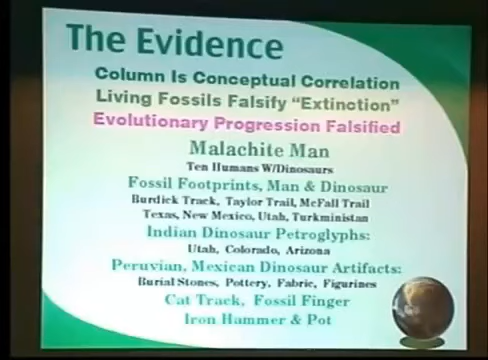 The Evidence
Column Is Conceptual Correlation
Living Fossils Falsify "Extinction"
Evolutionary Progression Falsified
Malachite Man
Ten Humans W/Dinosaurs
Fossil Footprints, Man & Dinosaur
Burdick Track, Taylor Trail, McFall Trail
Texas, New Mexico, Utah, Turkministan
Indian Dinosaur Petroglyphs:
Utah, Colorado, Arizona
Peruvian, Mexican Dinosaur Artifacts:
Burial Stones, Pottery, Fabric, Figurines
Cat Track, Fossil Finger
Iron Hammer & Pot